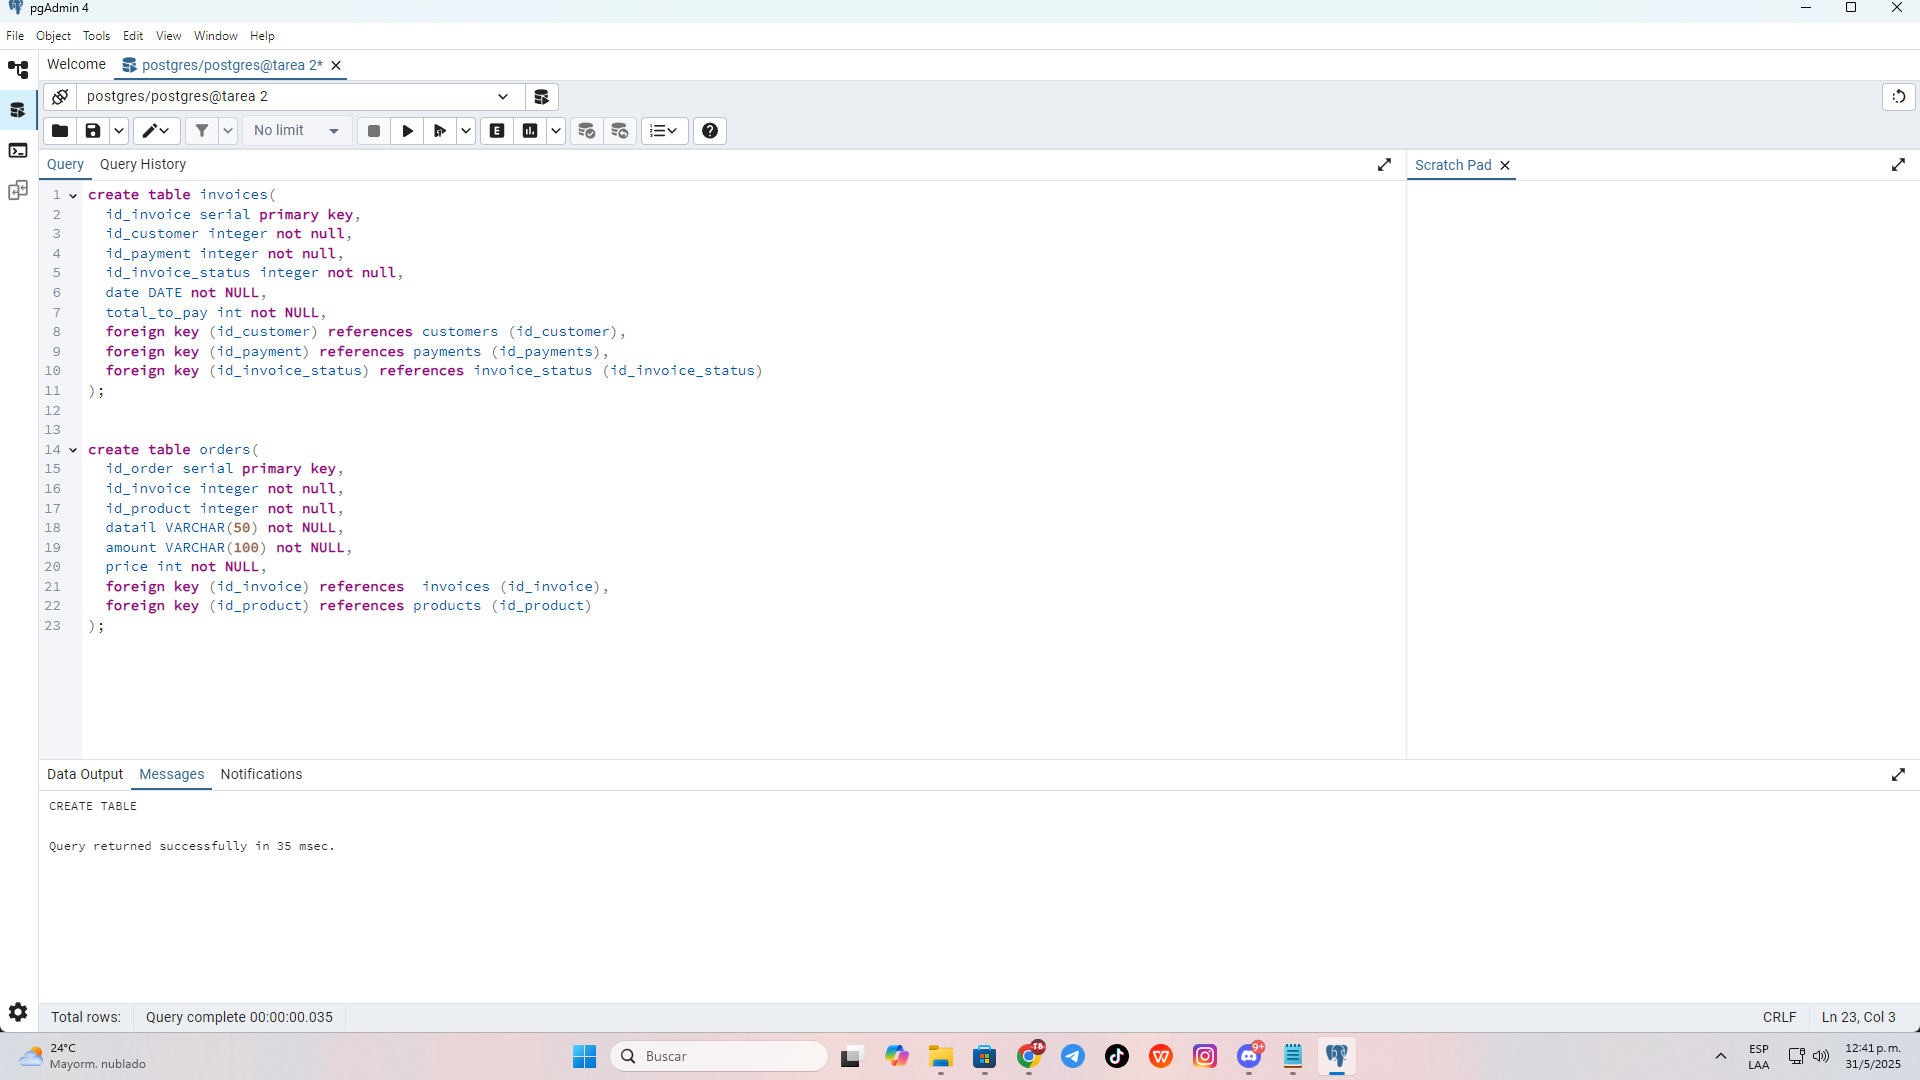 pgAdmin 4
File Object Tools Edit View Window Help
Welcome postgres/postgres@tarea 2*
postgres/postgres@tarea 2
No limit
Query Query History Scratch Pad
1 create table invoices(
2 id_invoice serial primary key,
3 id_customer integer not null,
4 id_payment integer not null,
5 id_invoice_status integer not null,
6 date DATE not NULL,
7 total_to_pay int not NULL,
8 foreign key (id_customer) references customers (id_customer),
9 foreign key (id_payment) references payments (id_payments),
10 foreign key (id_invoice_status) references invoice_status (id_invoice_status)
11 );
12
13
14 create table orders(
15 id_order serial primary key,
16 id_invoice integer not null,
17 id_product integer not null,
18 datail VARCHAR(50) not NULL,
19 amount VARCHAR(100) not NULL,
20 price int not NULL,
21 foreign key (id_invoice) references  invoices (id_invoice),
22 foreign key (id_product) references products (id_product)
23 );
Data Output Messages Notifications
CREATE TABLE
Query returned successfully in 35 msec.
Total rows: Query complete 00:00:00.035 CRLF Ln 23, Col 3
24°C
Mayorm. nublado
Buscar
TB
9+
ESP
LAA
12:41 p. m.
31/5/2025